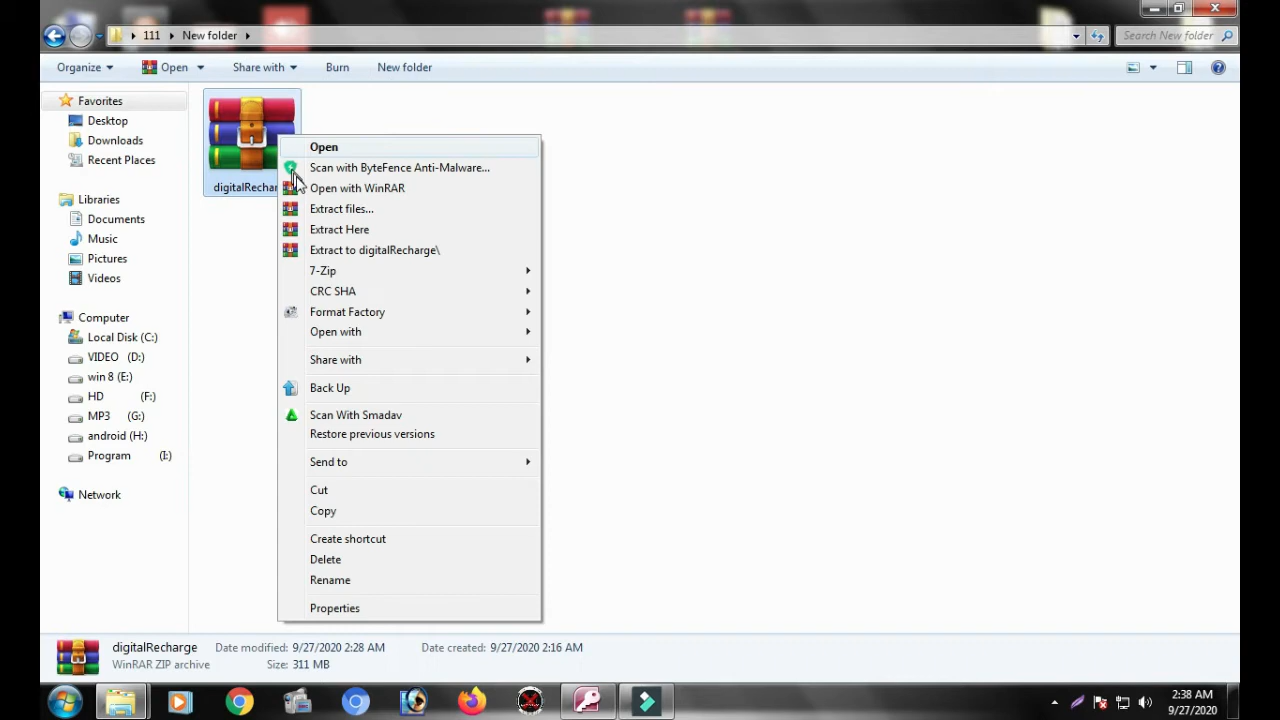 111 New folder
Search New folder
Organize Open Share with Burn New folder
Favorites
Desktop
Downloads
Recent Places
Libraries
Documents
Music
Pictures
Videos
Computer
Local Disk (C:)
VIDEO (D:)
win 8 (E:)
HD (F:)
MP3 (G:)
android (H:)
Program (I:)
Network
digitalRechar
Open
Scan with ByteFence Anti-Malware...
Open with WinRAR
Extract files...
Extract Here
Extract to digitalRecharge\
7-Zip
CRC SHA
Format Factory
Open with
Share with
Back Up
Scan With Smadav
Restore previous versions
Send to
Cut
Copy
Create shortcut
Delete
Rename
Properties
digitalRecharge Date modified: 9/27/2020 2:28 AM Date created: 9/27/2020 2:16 AM
WinRAR ZIP archive Size: 311 MB
2:38 AM
9/27/2020